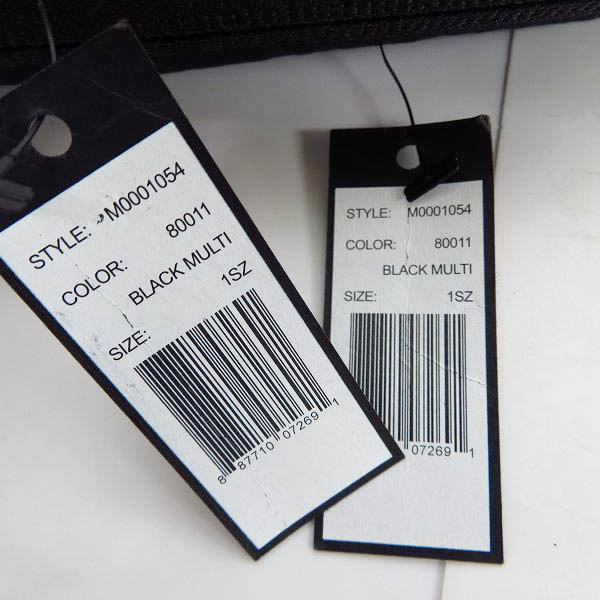 STYLE: M0001054
COLOR: 80011
BLACK MULTI
SIZE: 1SZ
8 87710 07269 1
STYLE: M0001054
COLOR: 80011
BLACK MULTI
SIZE: 1SZ
07269 1